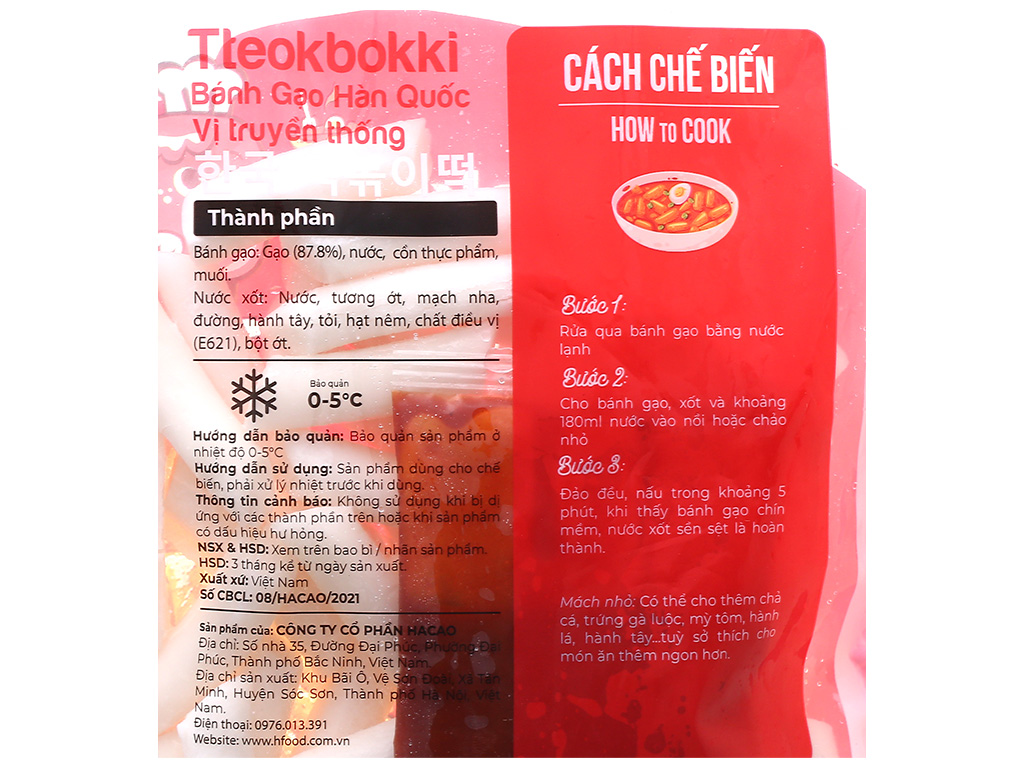 Tteokbokki
Bánh Gạo Hàn Quốc
Vị truyền thống
Thành phần
Bánh gạo: Gạo (87.8%), nước, cồn thực phẩm,
muối.
Nước xốt: Nước, tương ớt, mạch nha,
đường, hành tây, tỏi, hạt nêm, chất điều vị
(E621), bột ớt.
Bảo quản
0-5°C
Hướng dẫn bảo quản: Bảo quản sản phẩm ở
nhiệt độ 0-5°C
Hướng dẫn sử dụng: Sản phẩm dùng cho chế
biến, phải xử lý nhiệt trước khi dùng.
Thông tin cảnh báo: Không sử dụng khi bị dị
ứng với các thành phần trên hoặc khi sản phẩm
có dấu hiệu hư hỏng.
NSX & HSD: Xem trên bao bì / nhãn sản phẩm.
HSD: 3 tháng kể từ ngày sản xuất.
Xuất xứ: Việt Nam
Số CBCL: 08/HACAO/2021
Sản phẩm của: CÔNG TY CỔ PHẦN HACAO
Địa chỉ: Số nhà 35, Đường Đại Phúc, Phường Đại
Phúc, Thành phố Bắc Ninh, Việt Nam.
Địa chỉ sản xuất: Khu Bãi Ô, Vệ Sơn Đoài, Xã Tân
Minh, Huyện Sóc Sơn, Thành phố Hà Nội, Việt
Nam.
Điện thoại: 0976.013.391
Website: www.hfood.com.vn
CÁCH CHẾ BIẾN
HOW TO COOK
Bước 1:
Rửa qua bánh gạo bằng nước
lạnh
Bước 2:
Cho bánh gạo, xốt và khoảng
180ml nước vào nồi hoặc chảo
nhỏ
Bước 3:
Đảo đều, nấu trong khoảng 5
phút, khi thấy bánh gạo chín
mềm, nước xốt sền sệt là hoàn
thành.
Mách nhỏ: Có thể cho thêm chả
cá, trứng gà luộc, mỳ tôm, hành
lá, hành tây...tuỳ sở thích cho
món ăn thêm ngon hơn.